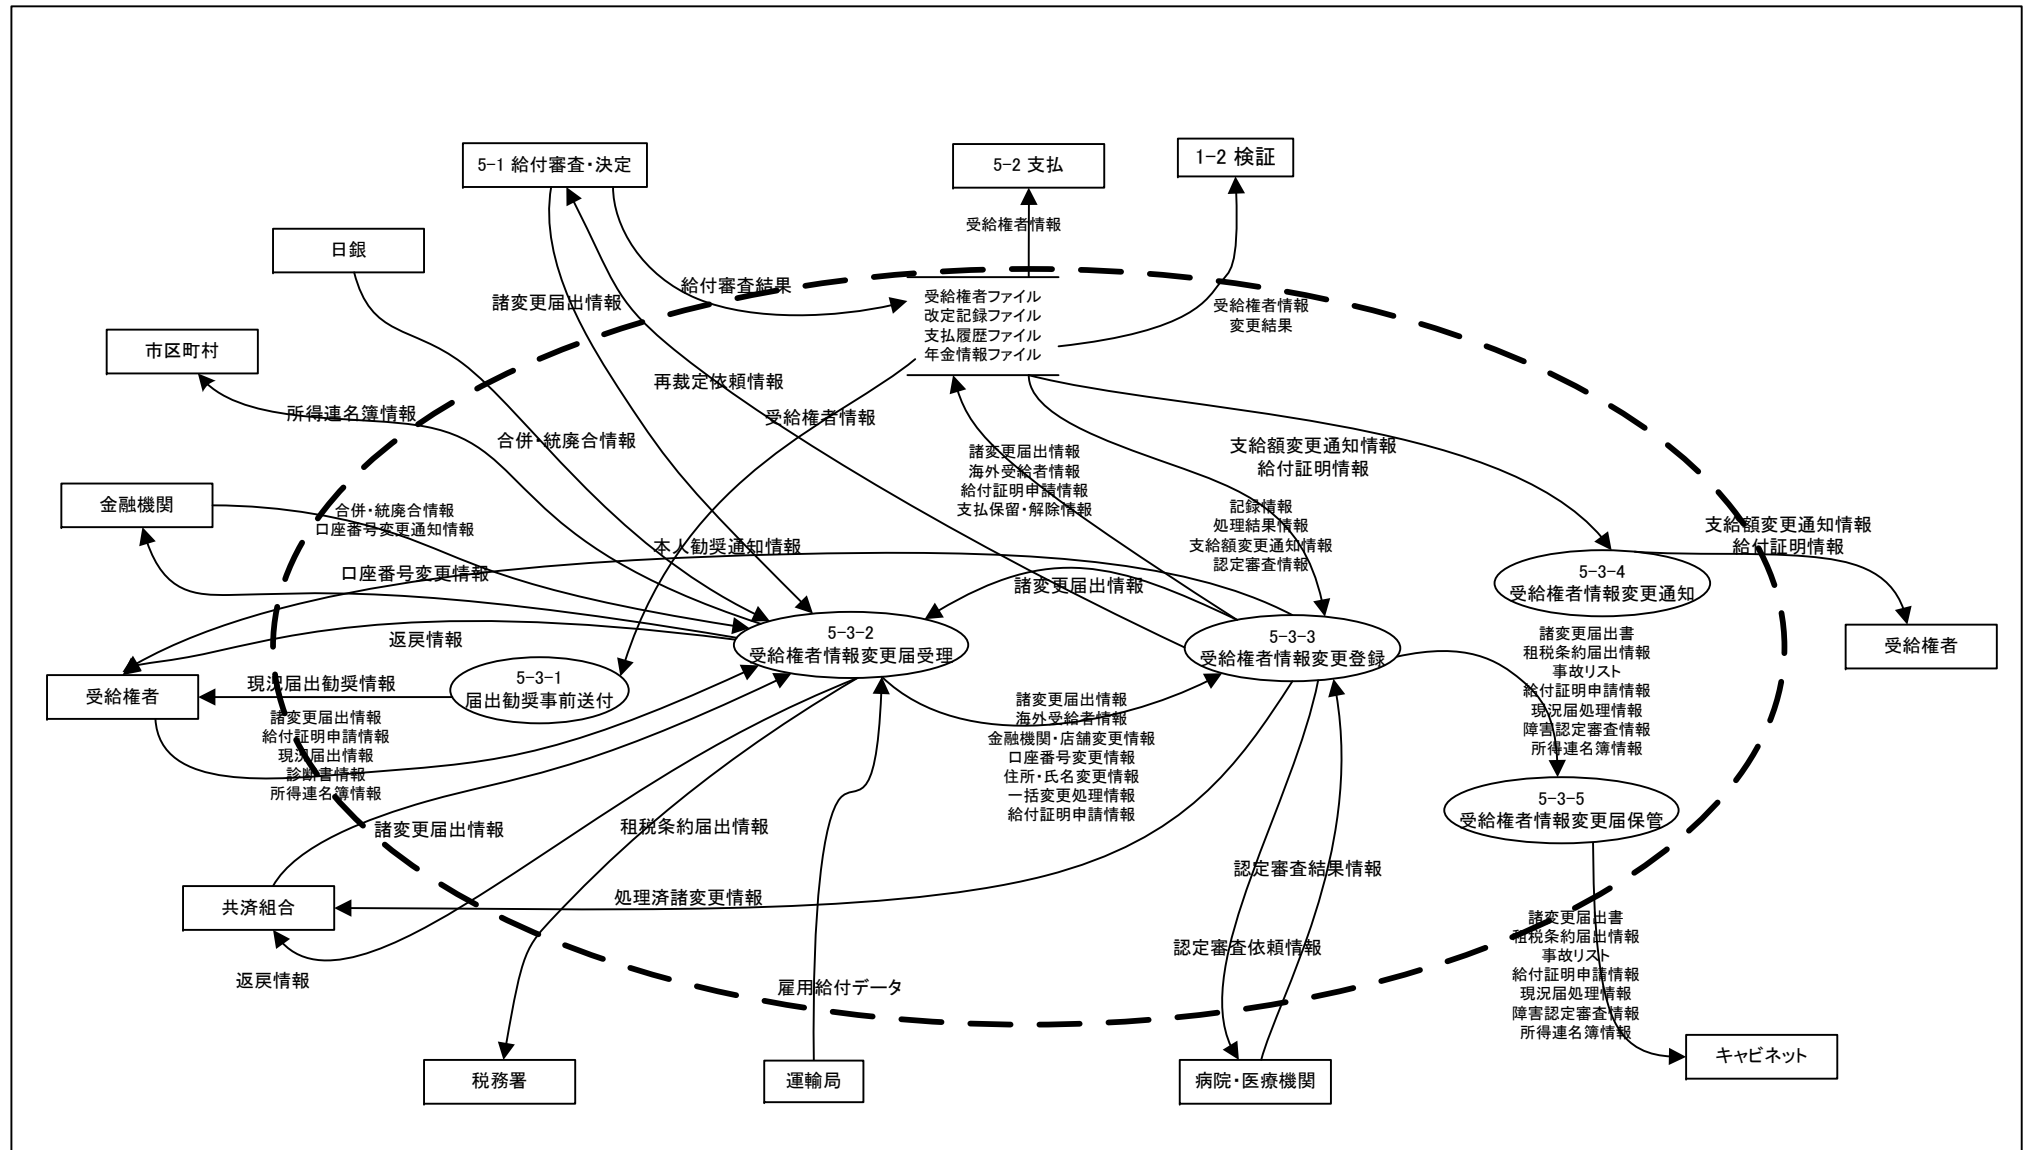 5-1 給付審査・決定
5-2 支払
1-2 検証
受給権者情報
日銀
給付審査結果
諸変更届出情報
受給権者ファイル
改定記録ファイル
支払履歴ファイル
年金情報ファイル
受給権者情報
変更結果
市区町村
再裁定依頼情報
所得連名簿情報
受給権者情報
合併・統廃合情報
諸変更届出情報
海外受給者情報
給付証明申請情報
支払保留・解除情報
支給額変更通知情報
給付証明情報
金融機関
合併・統廃合情報
口座番号変更通知情報
記録情報
処理結果情報
支給額変更通知情報
認定審査情報
支給額変更通知情報
給付証明情報
本人勧奨通知情報
口座番号変更情報
諸変更届出情報
5-3-4
受給権者情報変更通知
返戻情報
5-3-2
受給権者情報変更届受理
5-3-3
受給権者情報変更登録
受給権者
諸変更届出書
租税条約届出情報
事故リスト
給付証明申請情報
現況届処理情報
障害認定審査情報
所得連名簿情報
受給権者
現況届出勧奨情報
5-3-1
届出勧奨事前送付
諸変更届出情報
給付証明申請情報
現況届出情報
診断書情報
所得連名簿情報
諸変更届出情報
海外受給者情報
金融機関・店舗変更情報
口座番号変更情報
住所・氏名変更情報
一括変更処理情報
給付証明申請情報
5-3-5
受給権者情報変更届保管
諸変更届出情報
租税条約届出情報
認定審査結果情報
共済組合
処理済諸変更情報
諸変更届出書
租税条約届出情報
事故リスト
給付証明申請情報
現況届処理情報
障害認定審査情報
所得連名簿情報
認定審査依頼情報
返戻情報
雇用給付データ
キャビネット
税務署
運輸局
病院・医療機関